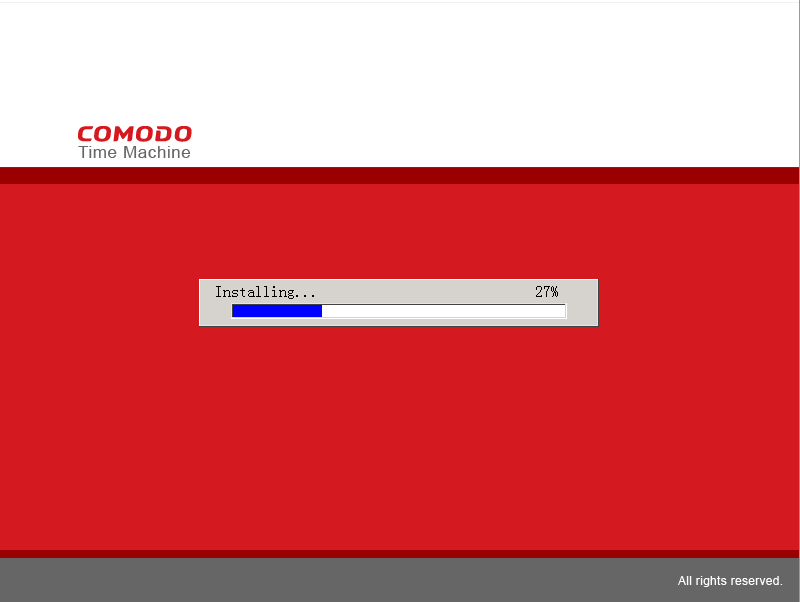 COMODO
Time Machine
Installing... 27%
All rights reserved.